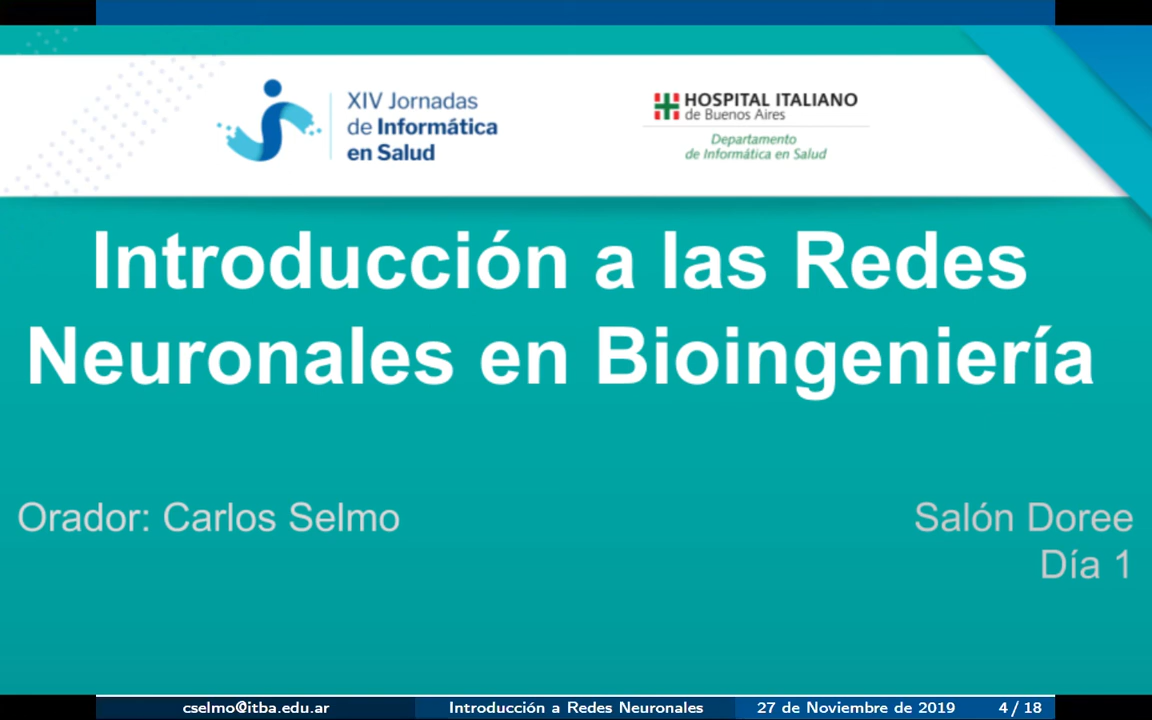 XIV Jornadas
de Informática
en Salud
HOSPITAL ITALIANO
de Buenos Aires
Departamento
de Informática en Salud
Introducción a las Redes
Neuronales en Bioingeniería
Orador: Carlos Selmo
Salón Doree
Día 1
cselmo@itba.edu.ar
Introducción a Redes Neuronales
27 de Noviembre de 2019
4 / 18